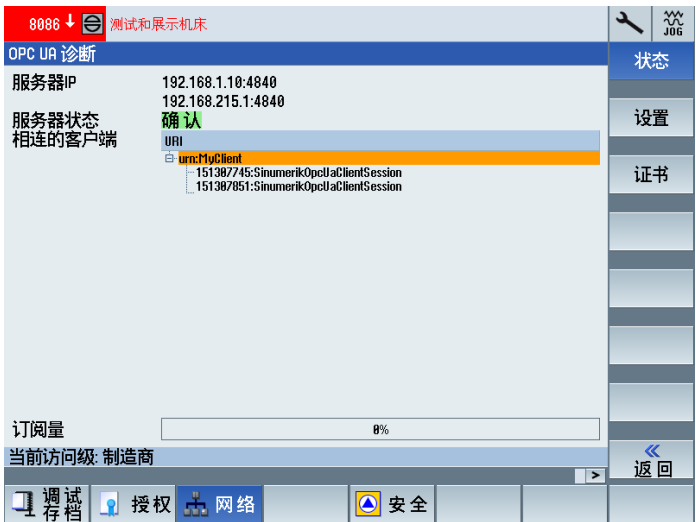 8086 测试和展示机床
JOG
OPC UA 诊断
状态
服务器IP 192.168.1.10:4840
192.168.215.1:4840
服务器状态 确认
设置
相连的客户端 URI
urn:MyClient
151307745:SinumerikOpcUaClientSession
证书
151307851:SinumerikOpcUaClientSession
订阅量 0%
当前访问级: 制造商
>
返回
调试存档
授权
网络
安全